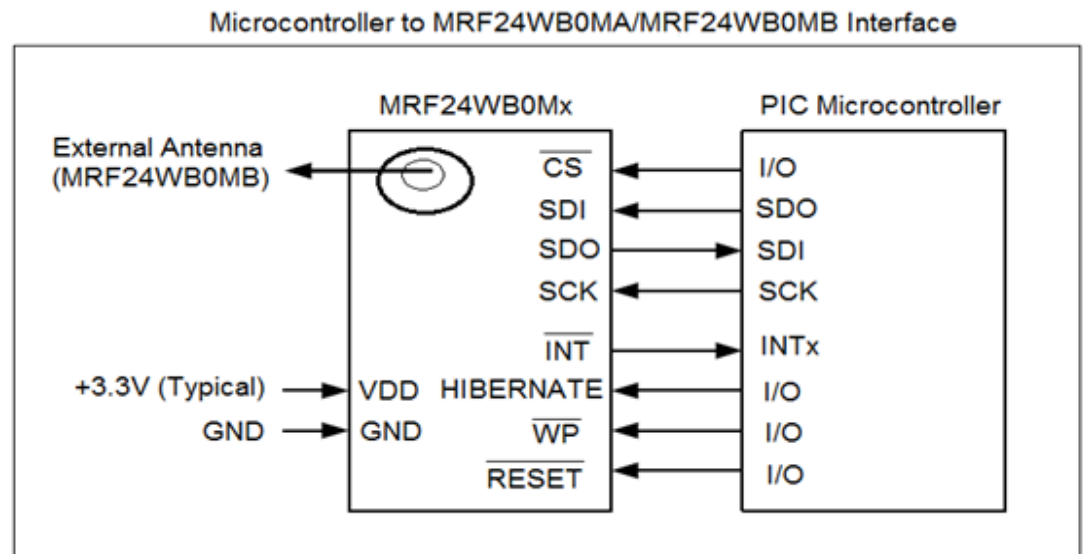 Microcontroller to MRF24WB0MA/MRF24WB0MB Interface
MRF24WB0Mx
PIC Microcontroller
External Antenna
(MRF24WB0MB)
CS
I/O
SDI
SDO
SDO
SDI
SCK
SCK
INT
INTx
+3.3V (Typical)
VDD
HIBERNATE
I/O
GND
GND
WP
I/O
RESET
I/O